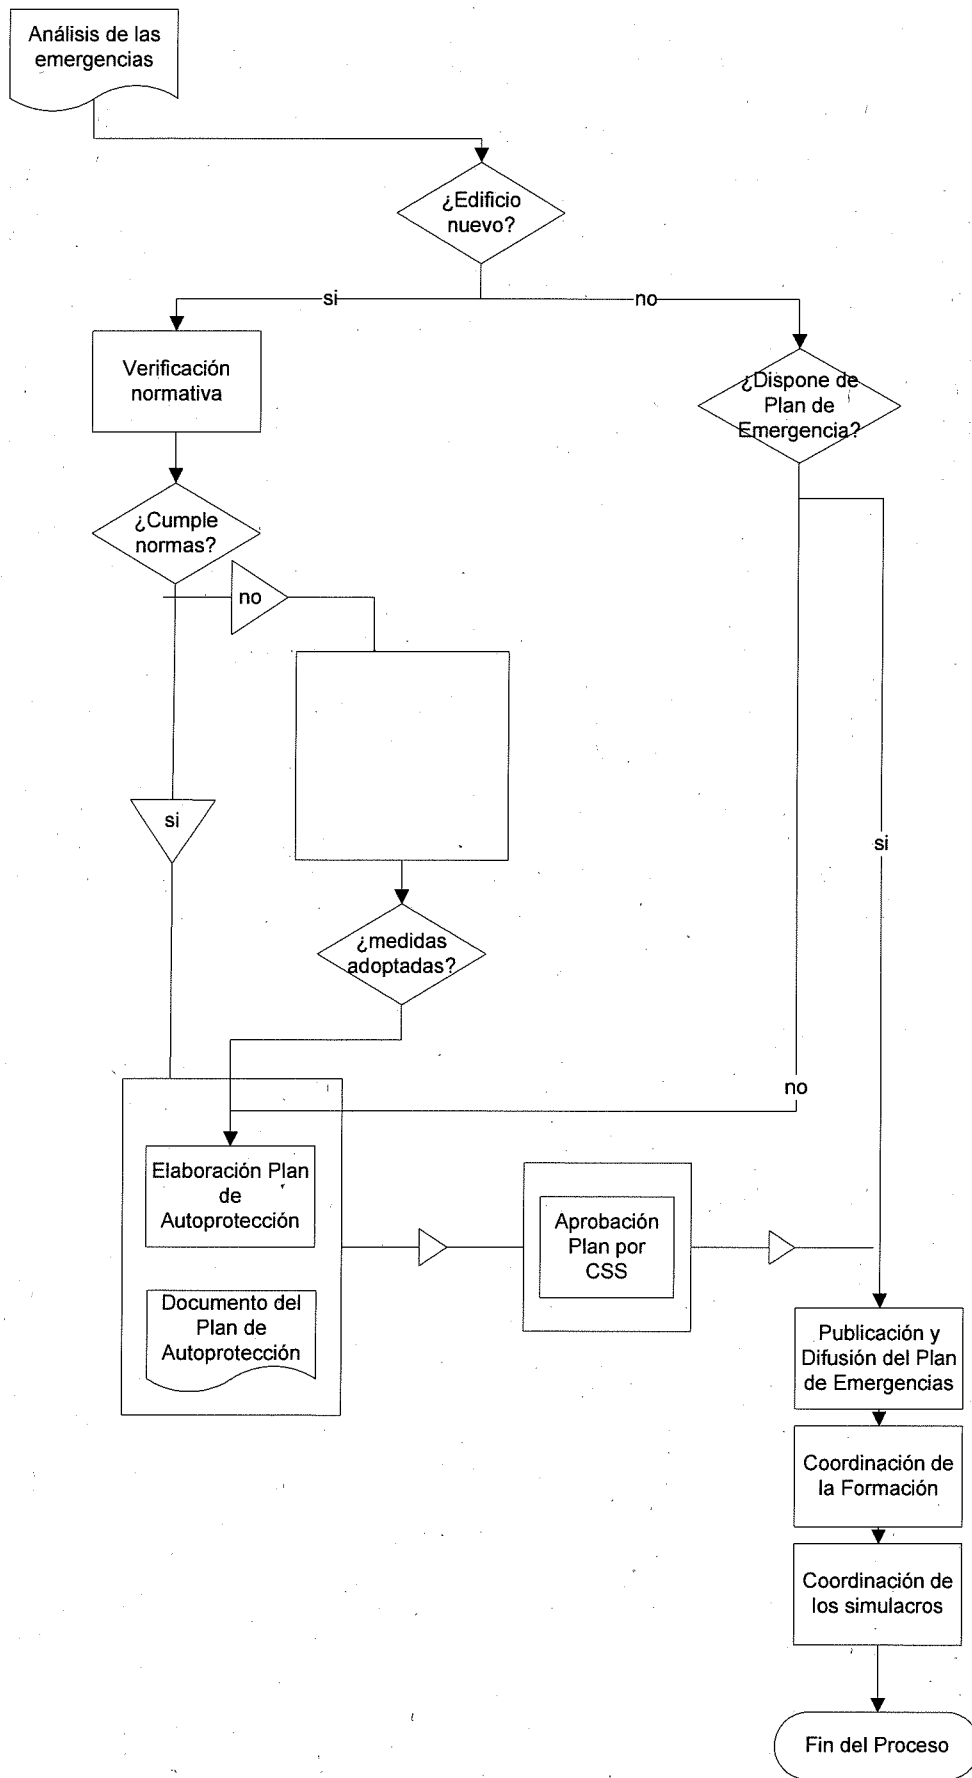 Análisis de las
emergencias
¿Edificio
nuevo?
si
no
Verificación
normativa
¿Dispone de
Plan de
Emergencia?
¿Cumple
normas?
no
si
si
¿medidas
adoptadas?
no
Elaboración Plan
de
Autoprotección
Aprobación
Plan por
CSS
Documento del
Plan de
Autoprotección
Publicación y
Difusión del Plan
de Emergencias
Coordinación de
la Formación
Coordinación de
los simulacros
Fin del Proceso